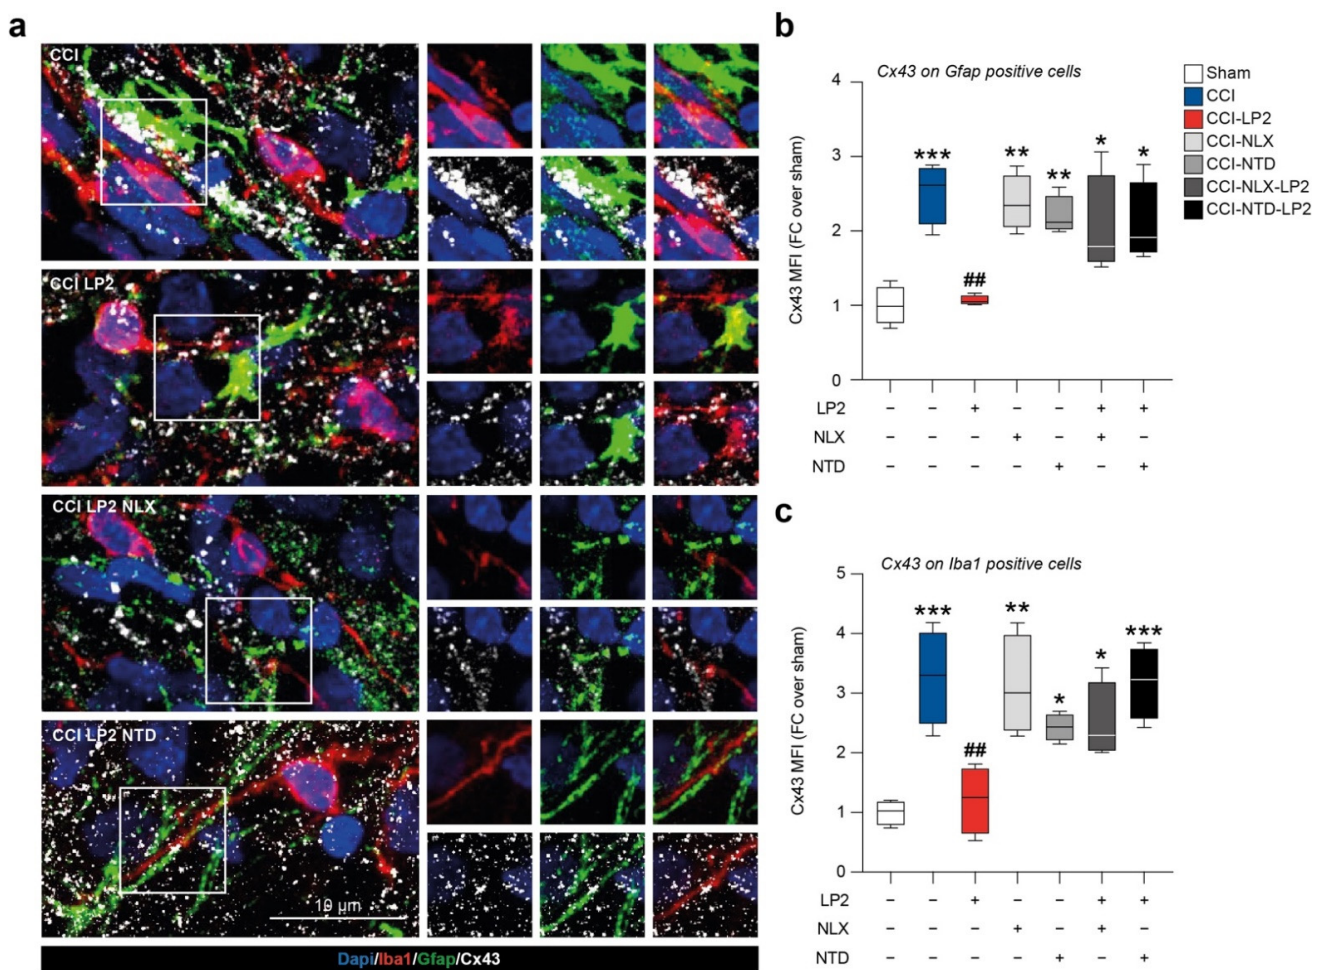 a
CCI
CCI LP2
CCI LP2 NLX
CCI LP2 NTD
10 µm
Dapi/Iba1/Gfap/Cx43
b
Cx43 on Gfap positive cells
Cx43 MFI (FC over sham)
4
3
2
1
0
***
##
**
**
*
*
LP2 – – + – – + +
NLX – – – + – + –
NTD – – – – + – +
Sham
CCI
CCI-LP2
CCI-NLX
CCI-NTD
CCI-NLX-LP2
CCI-NTD-LP2
c
Cx43 on Iba1 positive cells
Cx43 MFI (FC over sham)
5
4
3
2
1
0
***
##
**
*
*
***
LP2 – – + – – + +
NLX – – – + – + –
NTD – – – – + – +